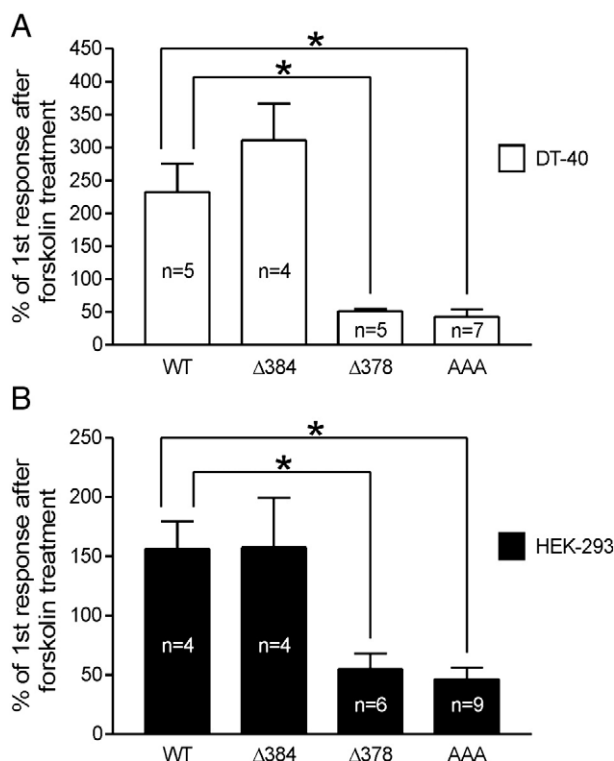 A
*
*
% of 1st response after
forskolin treatment
450
400
350
300
250
200
150
100
50
0
n=5
n=4
n=5
n=7
WT
Δ384
Δ378
AAA
DT-40
B
*
*
% of 1st response after
forskolin treatment
250
200
150
100
50
0
n=4
n=4
n=6
n=9
WT
Δ384
Δ378
AAA
HEK-293